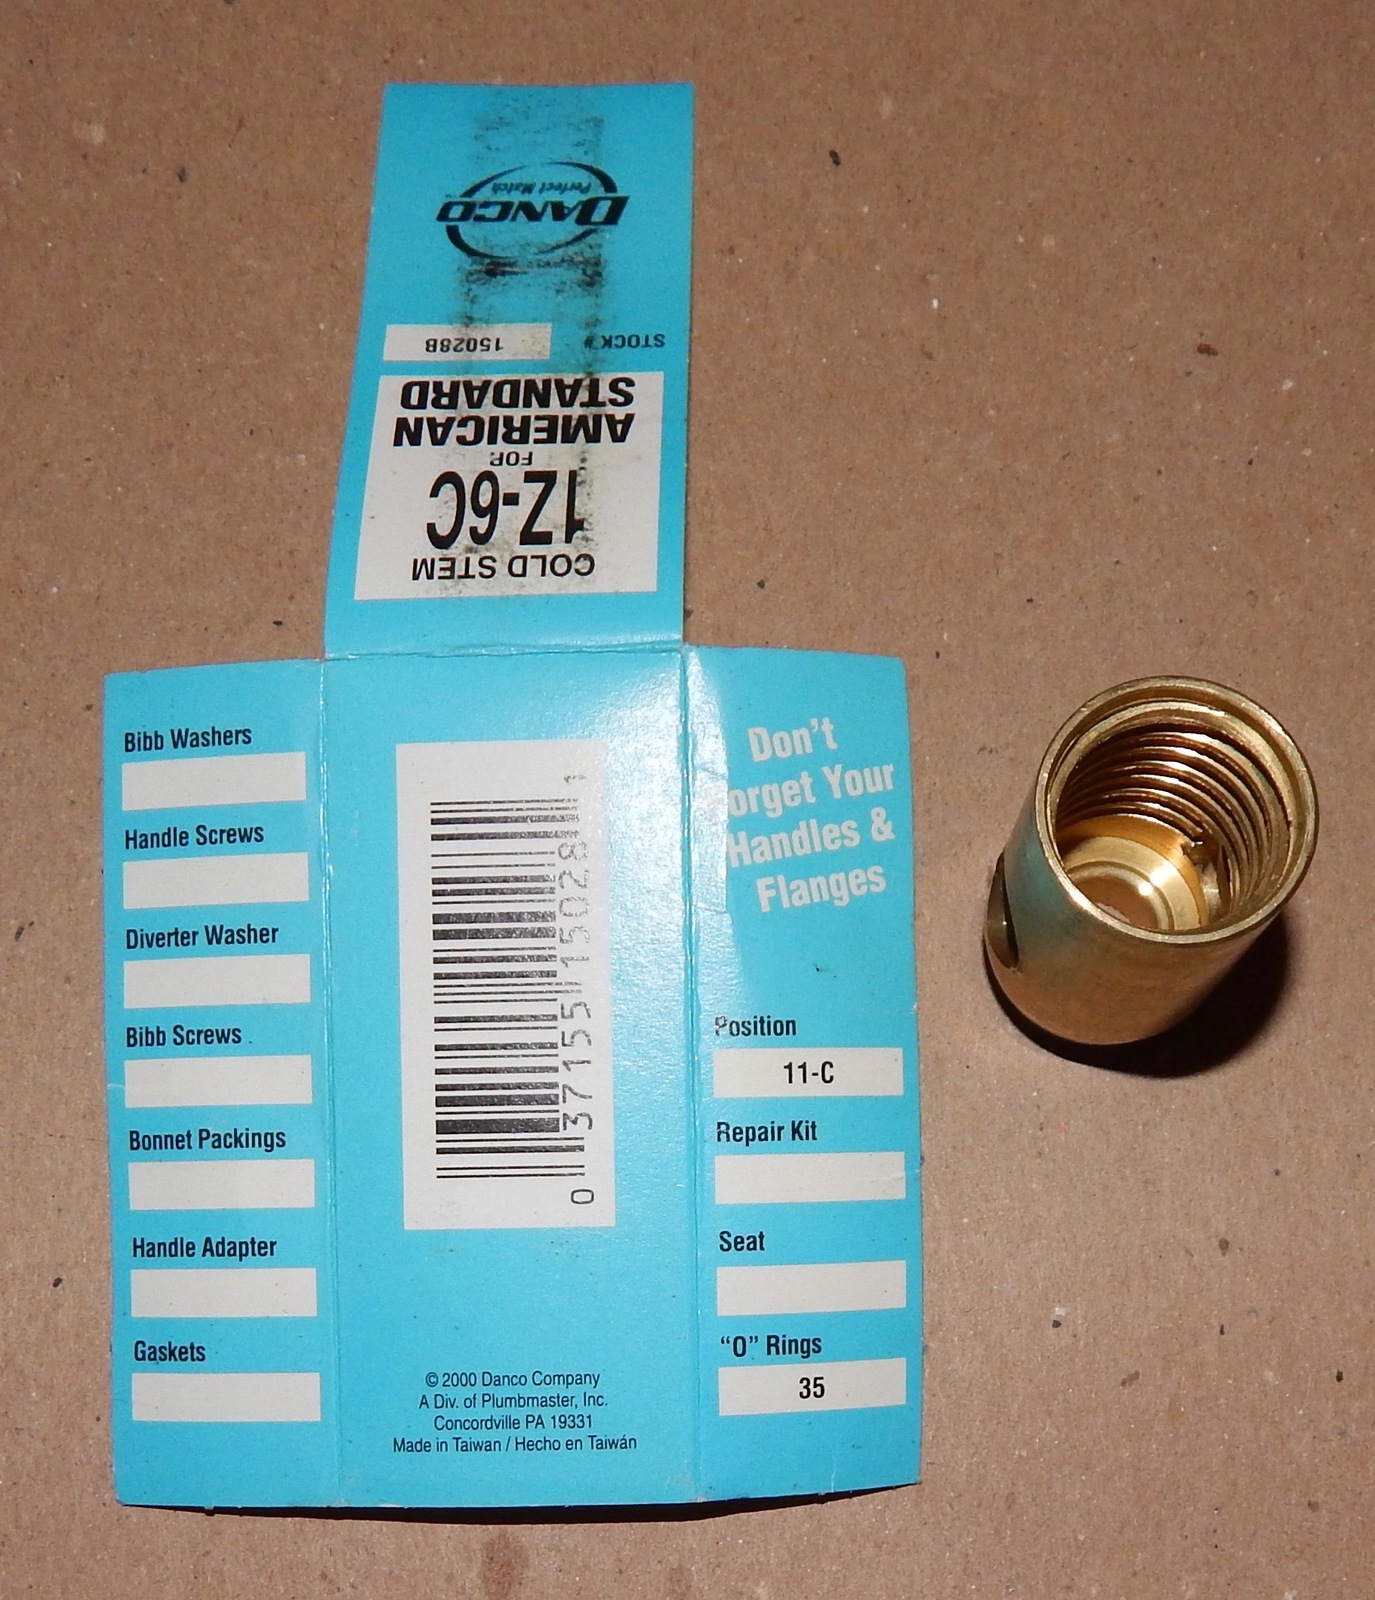 COLD STEM
12-6C
FOR
AMERICAN
STANDARD
STOCK# 15028B
DANCO
Perfect Match
Bibb Washers
Handle Screws
Diverter Washer
Bibb Screws
Bonnet Packings
Handle Adapter
Gaskets
0 37155 15028 1
© 2000 Danco Company
A Div. of Plumbmaster, Inc.
Concordville PA 19331
Made in Taiwan / Hecho en Taiwán
Don't
Forget Your
Handles &
Flanges
Position
11-C
Repair Kit
Seat
"O" Rings
35